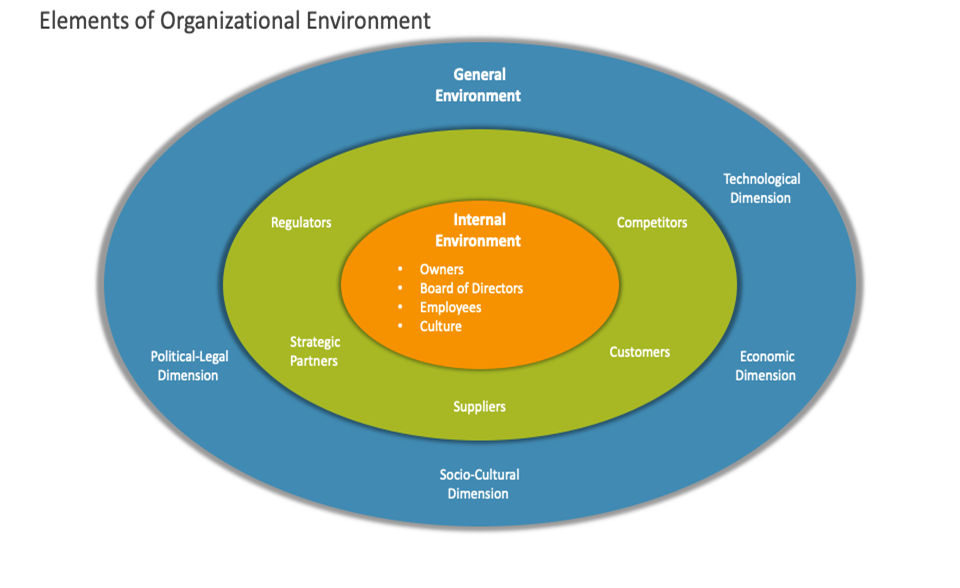 Elements of Organizational Environment
General
Environment
Technological
Dimension
Regulators
Competitors
Internal
Environment
• Owners
• Board of Directors
• Employees
• Culture
Strategic
Partners
Customers
Political-Legal
Dimension
Economic
Dimension
Suppliers
Socio-Cultural
Dimension